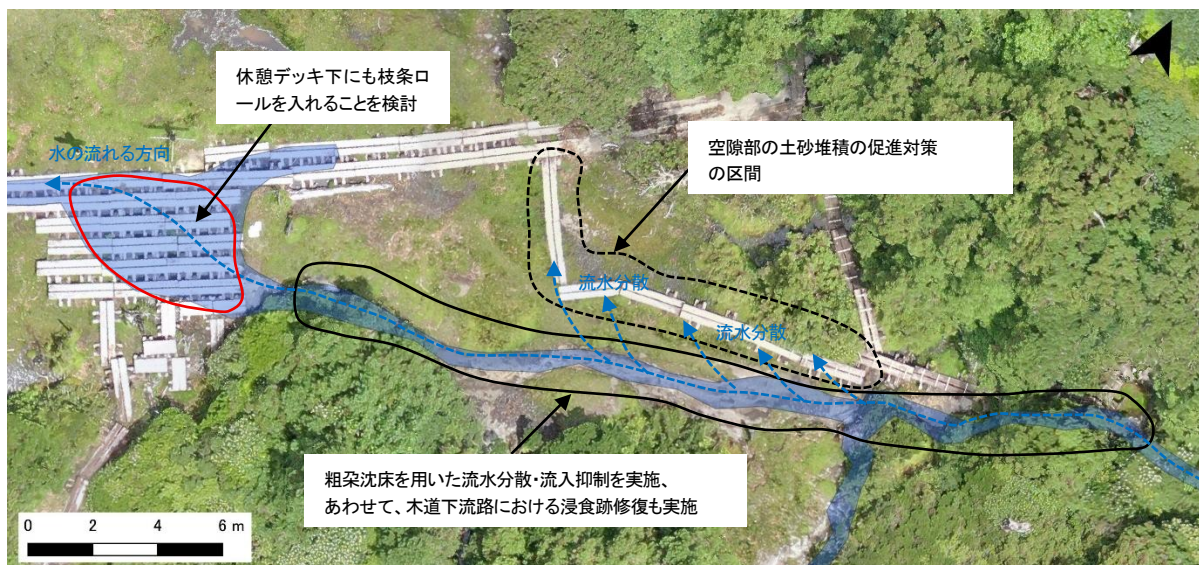 休憩デッキ下にも枝条ロ
ールを入れることを検討
水の流れる方向
空隙部の土砂堆積の促進対策
の区間
流水分散
流水分散
粗朶沈床を用いた流水分散・流入抑制を実施、
あわせて、木道下流路における浸食跡修復も実施
0 2 4 6 m